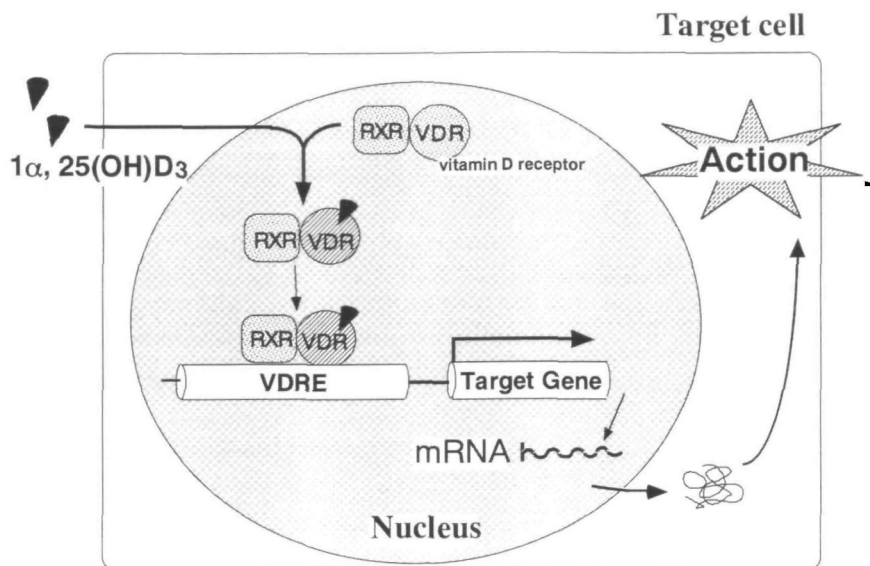 Target cell
RXR VDR
vitamin D receptor
1α, 25(OH)D₃
Action
RXR VDR
RXR VDR
VDRE
Target Gene
mRNA
Nucleus